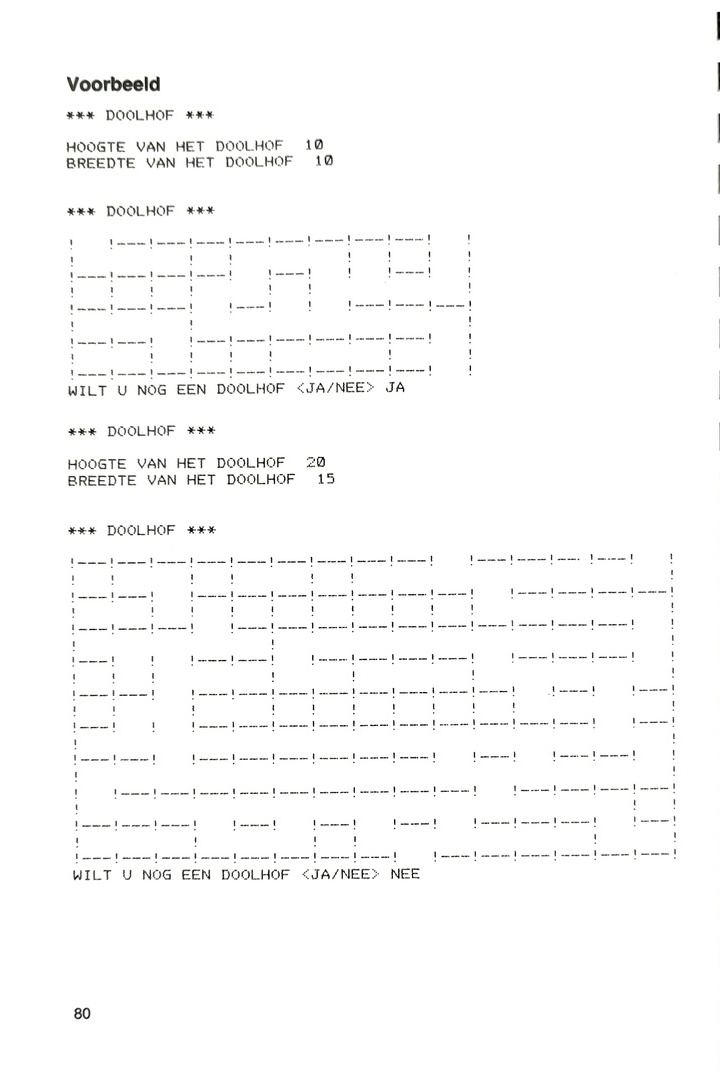 Voorbeeld
*** DOOLHOF ***
HOOGTE VAN HET DOOLHOF 10
BREEDTE VAN HET DOOLHOF 10
*** DOOLHOF ***
WILT U NOG EEN DOOLHOF <JA/NEE> JA
*** DOOLHOF ***
HOOGTE VAN HET DOOLHOF 20
BREEDTE VAN HET DOOLHOF 15
*** DOOLHOF ***
WILT U NOG EEN DOOLHOF <JA/NEE> NEE
80